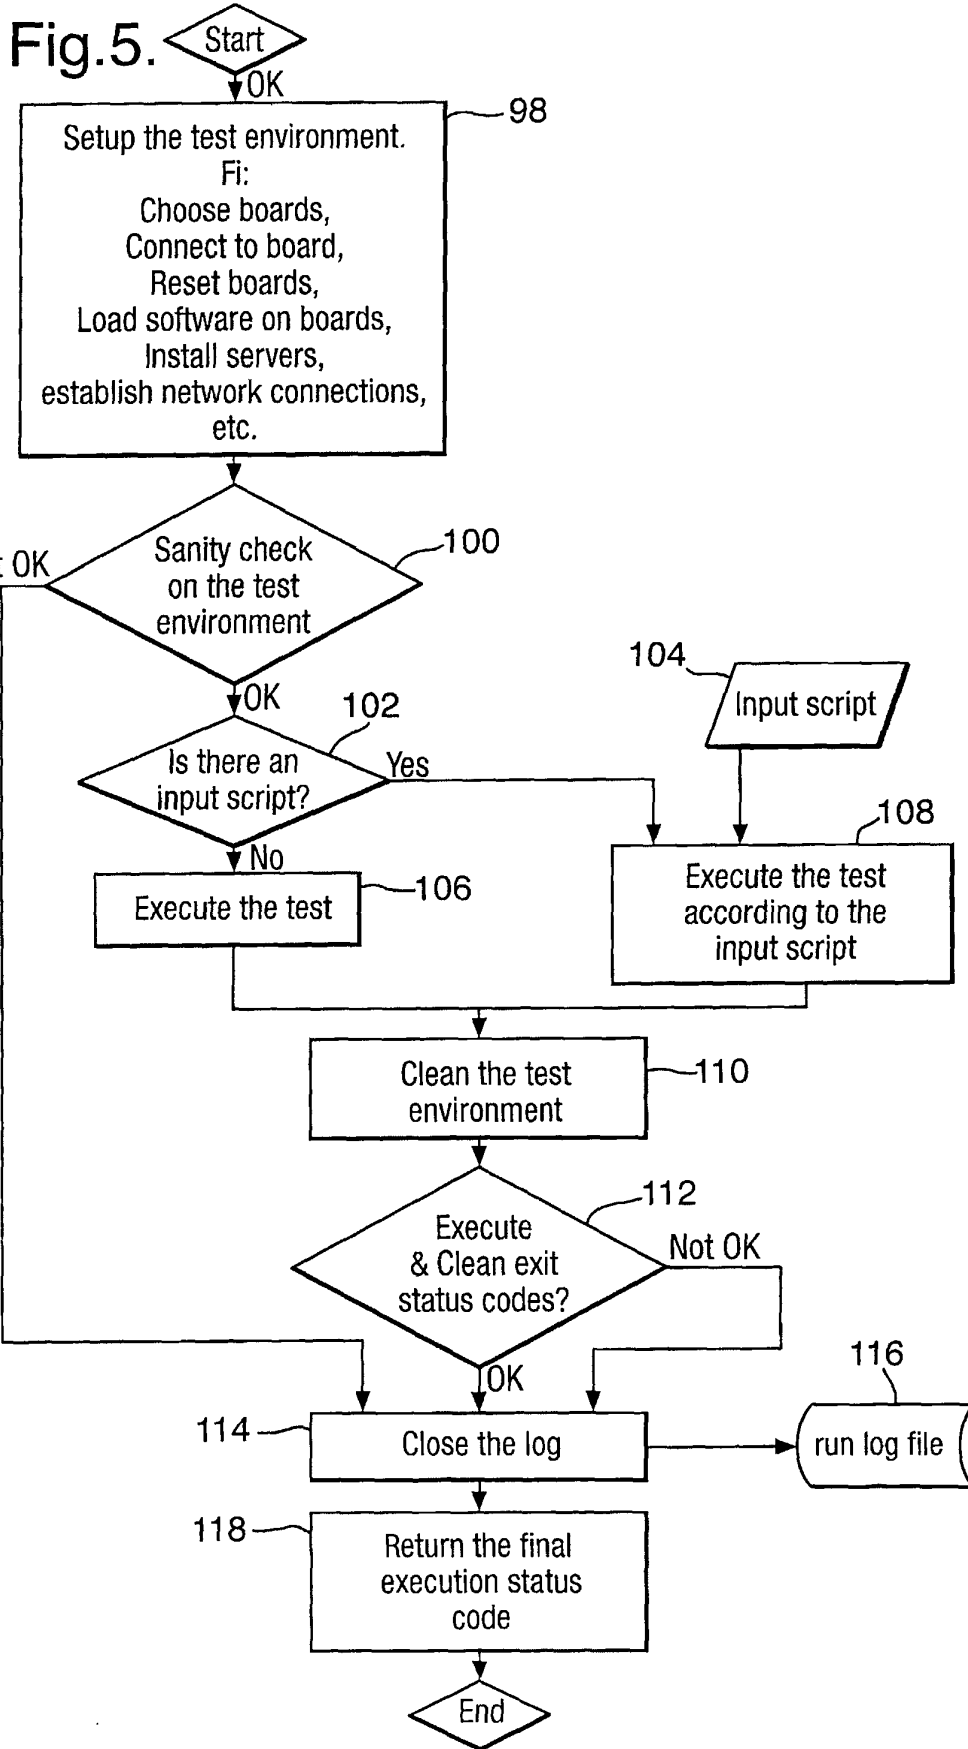 Fig.5.
Start
OK
98
Setup the test environment.
Fi:
Choose boards,
Connect to board,
Reset boards,
Load software on boards,
Install servers,
establish network connections,
etc.
100
Sanity check
on the test
environment
OK
OK
102
Is there an
input script?
Yes
No
104
Input script
106
Execute the test
108
Execute the test
according to the
input script
110
Clean the test
environment
112
Execute
& Clean exit
status codes?
Not OK
OK
114
Close the log
116
run log file
118
Return the final
execution status
code
End